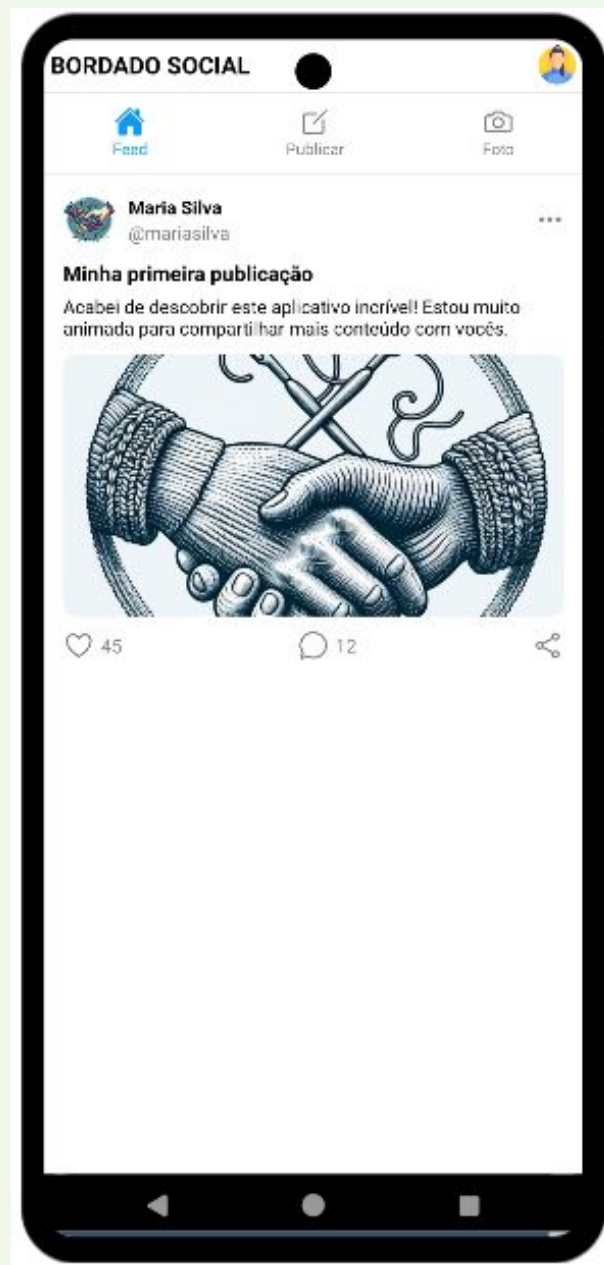 BORDADO SOCIAL
Feed
Publicar
Foto
Maria Silva
@mariasilva
Minha primeira publicação
Acabei de descobrir este aplicativo incrível! Estou muito
animada para compartilhar mais conteúdo com vocês.
45
12